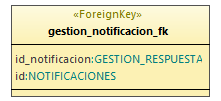 «ForeignKey»
gestion_notificacion_fk
id_notificacion:GESTION_RESPUESTA
id:NOTIFICACIONES